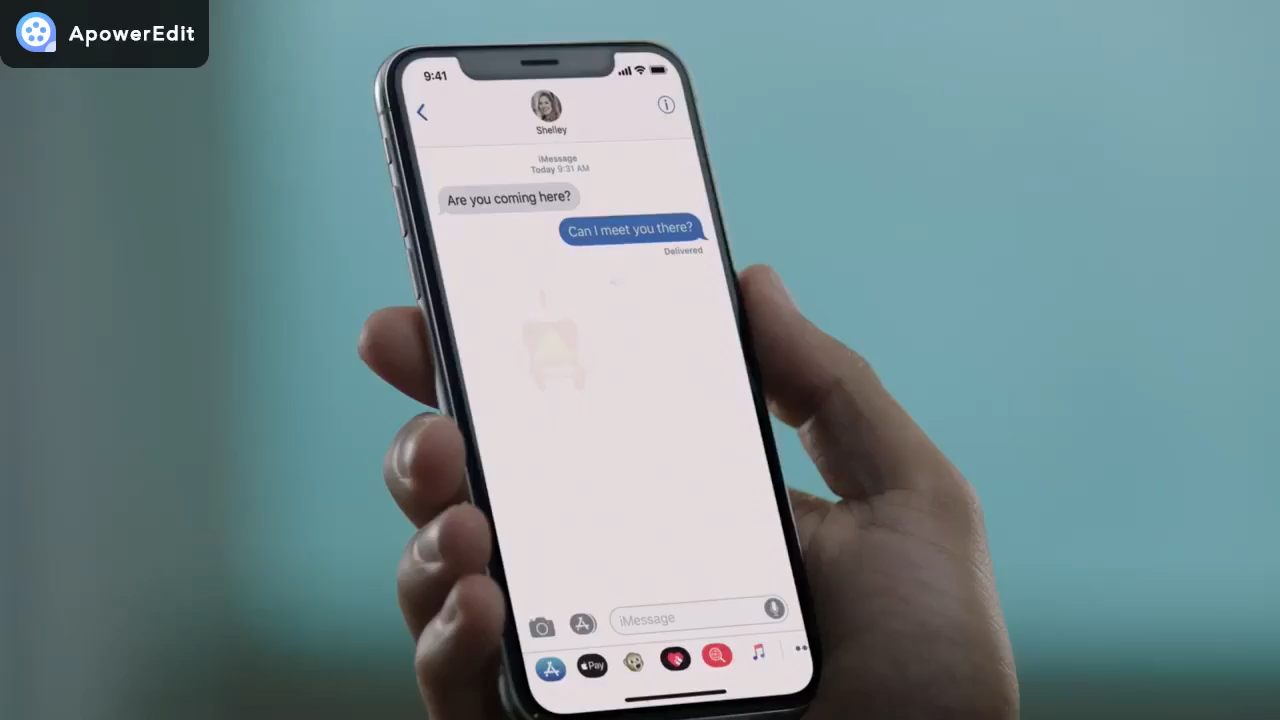 ApowerEdit
9:41
Shelley
iMessage
Today 9:31 AM
Are you coming here?
Can I meet you there?
Delivered
iMessage
Pay